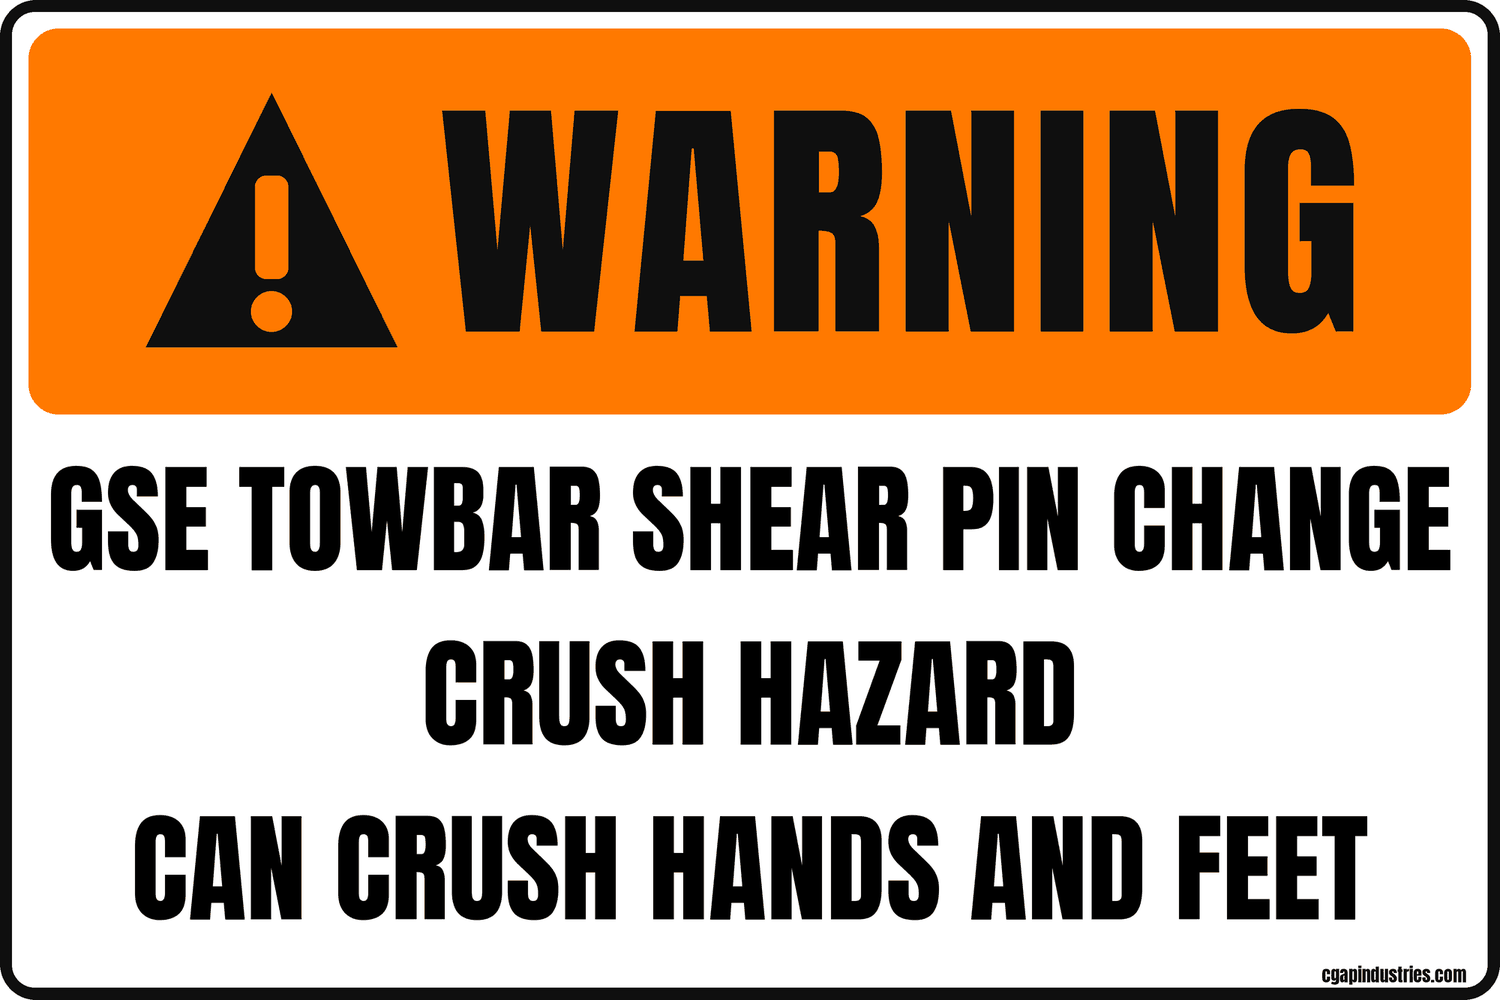 WARNING
GSE TOWBAR SHEAR PIN CHANGE
CRUSH HAZARD
CAN CRUSH HANDS AND FEET
cgapindustries.com